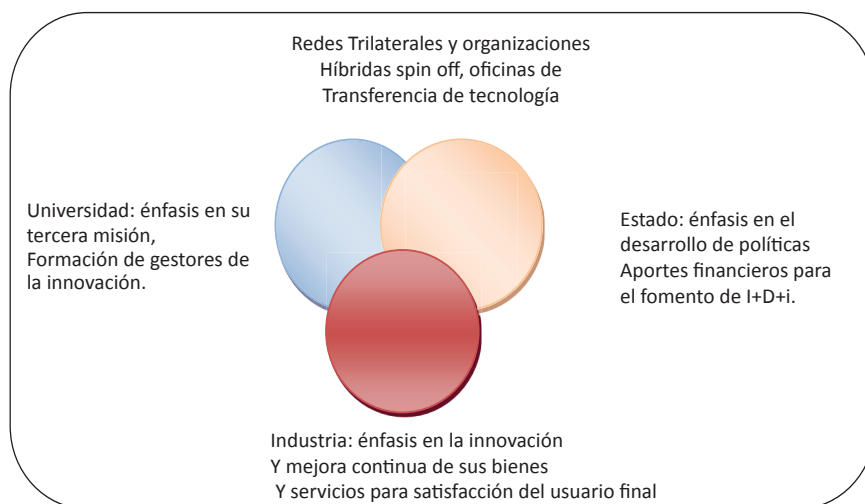 Redes Trilaterales y organizaciones
Híbridas spin off, oficinas de
Transferencia de tecnología
Universidad: énfasis en su
tercera misión,
Formación de gestores de
la innovación.
Estado: énfasis en el
desarrollo de políticas
Aportes financieros para
el fomento de I+D+i.
Industria: énfasis en la innovación
Y mejora continua de sus bienes
Y servicios para satisfacción del usuario final